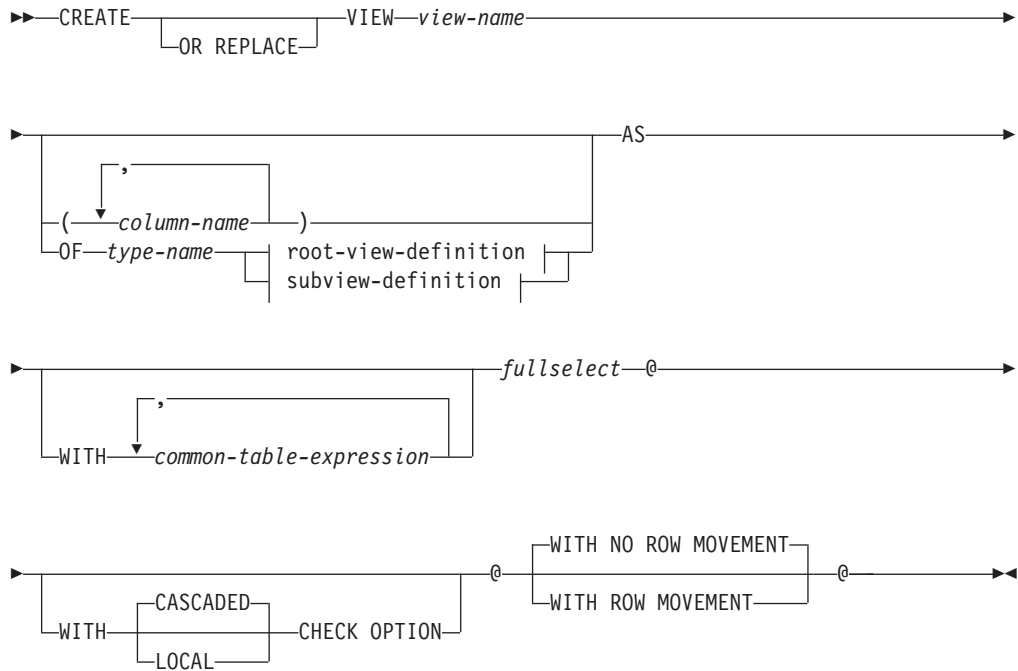 CREATE VIEW view-name
OR REPLACE
AS
,
( column-name )
OF type-name root-view-definition
subview-definition
fullselect @
,
WITH common-table-expression
WITH NO ROW MOVEMENT
@ @
CASCADED WITH ROW MOVEMENT
WITH CHECK OPTION
LOCAL